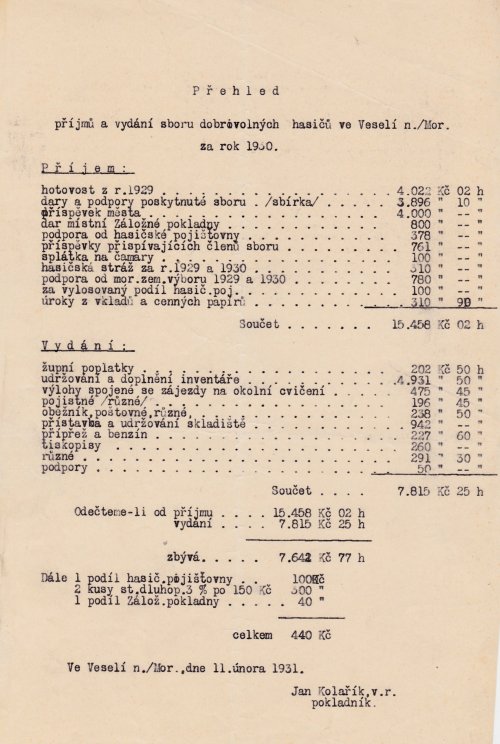 P ř e h l e d
příjmů a vydání sboru dobrovolných hasičů ve Veselí n./Mor.
za rok 1930.
P ř í j e m :
hotovost z r.1929 . . . . . . . . . . . . . . . 4.022 Kč 02 h
dary a podpory poskytnuté sboru . /sbírka/ . . . . . . 3.896 " 10 "
příspěvek města. . . . . . . . . . . . . . . . 4.000 " -- "
dar místní Záložné pokladny . . . . . . . . . . 800 " -- "
podpora od hasičské pojišťovny . . . . . . . . . 378 " -- "
příspěvky přispívajících členů sboru . . . . . . . 761 " -- "
splátka na čamary . . . . . . . . . . . . . . . 100 " -- "
hasičská stráž za r.1929 a 1930 . . . . . . . . . 310 " -- "
podpora od mor.zem.výboru 1929 a 1930 . . . . . . 780 " -- "
za vylosovaný podíl hasič.poj. . . . . . . . . . 100 " -- "
úroky z vkladů a cenných papírů . . . . . . . . . 310 " 90 "
Součet . . . . . . . 15.458 Kč 02 h
V y d á n í :
župní poplatky . . . . . . . . . . . . . . . . 202 Kč 50 h
udržování a doplnění inventáře . . . . . . . . . .4.931 " 50 "
výlohy spojené se zájezdy na okolní cvičení . . . . 475 " 45 "
pojistné /různé/ . . . . . . . . . . . . . . . 196 " 45 "
oběžník,poštovné,různé. . . . . . . . . . . . . 238 " 50 "
přístavba a udržování skladiště . . . . . . . . . 942 " -- "
přípřež a benzin . . . . . . . . . . . . . . . 227 " 60 "
tiskopisy . . . . . . . . . . . . . . . . . . 260 " -- "
různé . . . . . . . . . . . . . . . . . . . . 291 " 30 "
podpory . . . . . . . . . . . . . . . . . . . 50 " -- "
Součet . . . . . 7.815 Kč 25 h
Odečteme-li od příjmu . . . . 15.458 Kč 02 h
vydání . . . . 7.815 Kč 25 h
zbývá. . . . . 7.642 Kč 77 h
Dále 1 podíl hasič.pojišťovny . . 100Kč
2 kusy st.dluhop.3 % po 150 Kč 300 "
1 podíl Zálož.pokladny . . . . . 40 "
celkem 440 Kč
Ve Veselí n./Mor.,dne 11.února 1931.
Jan Kolařík,v.r.
pokladník.